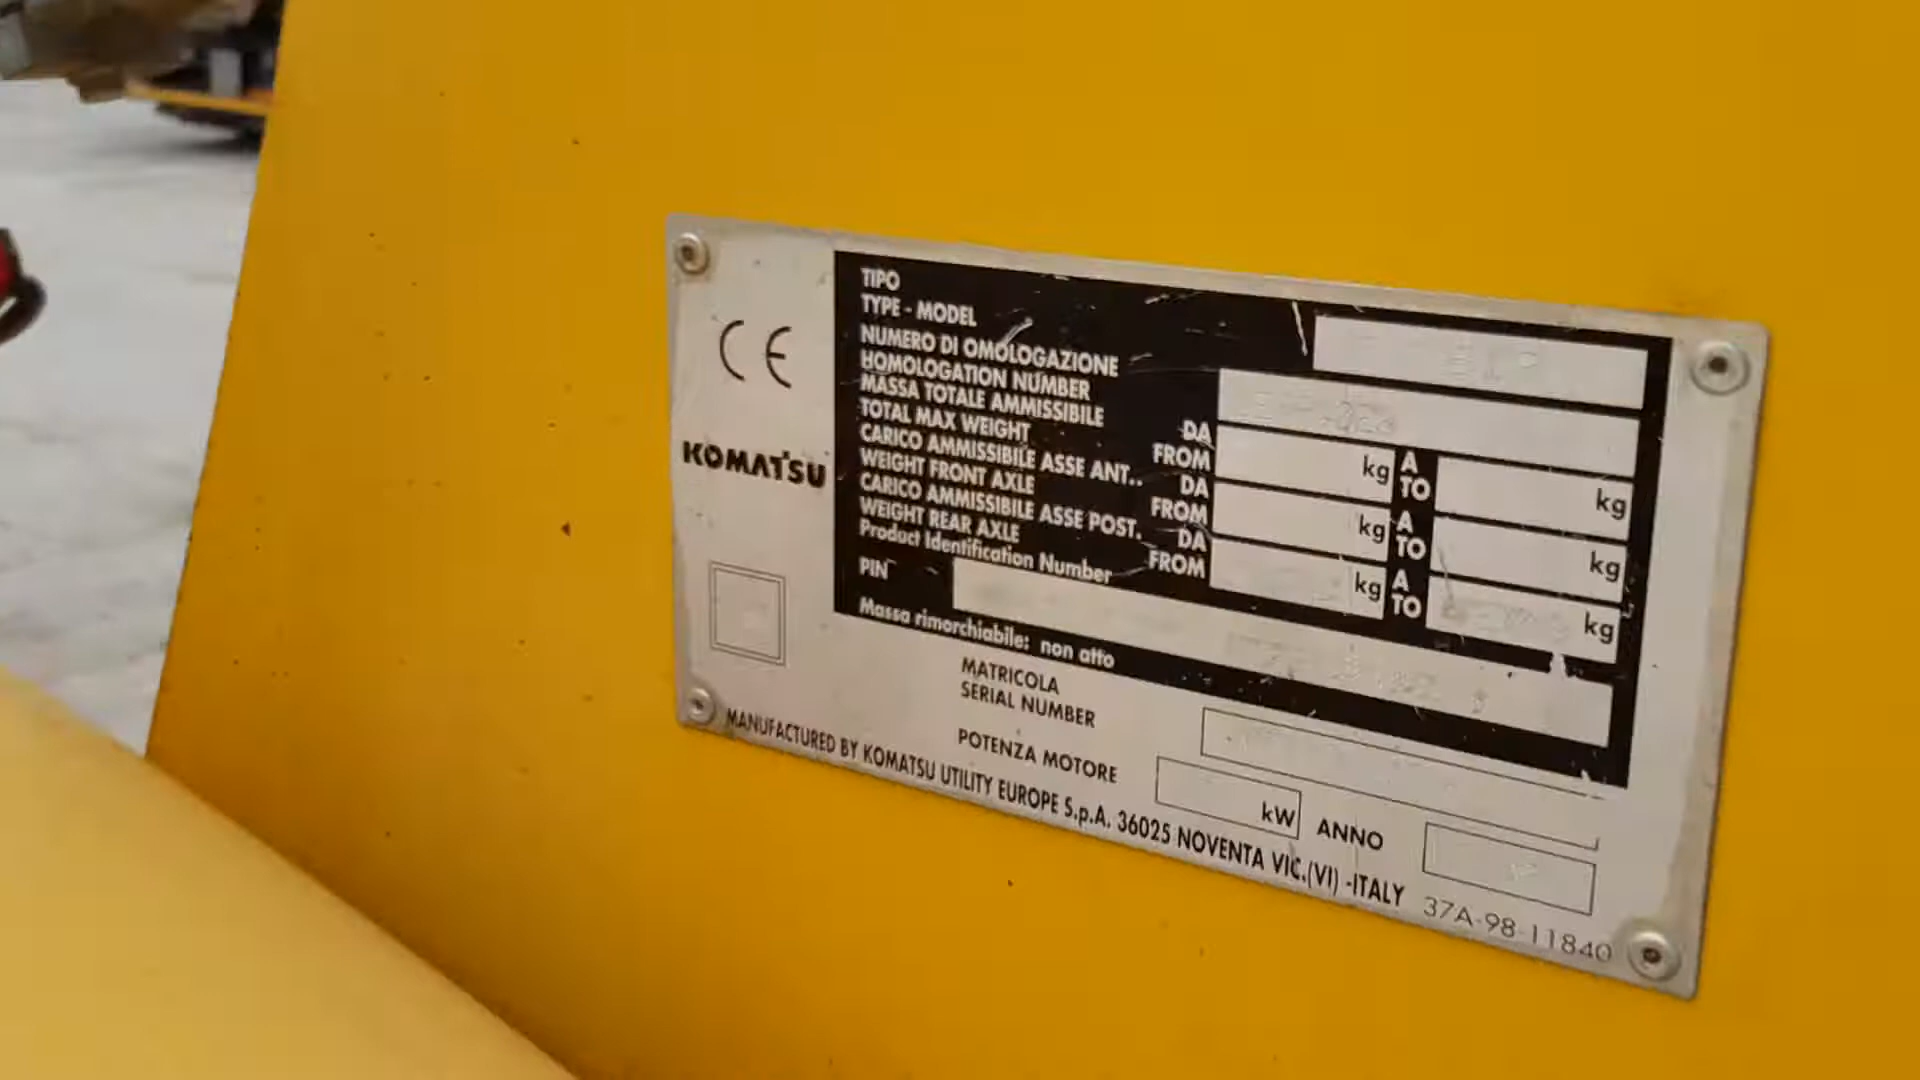 CE
KOMATSU
TIPO
TYPE - MODEL
NUMERO DI OMOLOGAZIONE
HOMOLOGATION NUMBER
MASSA TOTALE AMMISSIBILE DA kg A kg
TOTAL MAX WEIGHT FROM TO
CARICO AMMISSIBILE ASSE ANT.. DA kg A kg
WEIGHT FRONT AXLE FROM TO
CARICO AMMISSIBILE ASSE POST. DA kg A kg
WEIGHT REAR AXLE FROM TO
Product Identification Number
PIN
Massa rimorchiabile: non atto
MATRICOLA
SERIAL NUMBER
POTENZA MOTORE kW ANNO
MANUFACTURED BY KOMATSU UTILITY EUROPE S.p.A. 36025 NOVENTA VIC.(VI) -ITALY 37A-98-11840